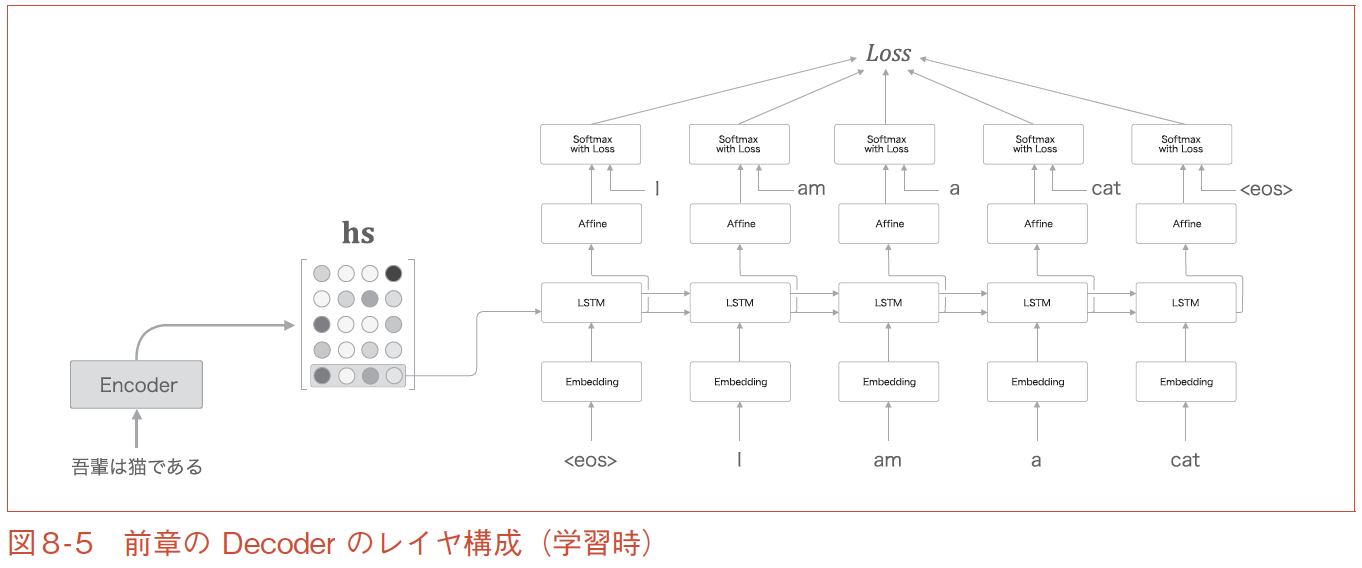 Loss
Softmax with Loss
Softmax with Loss
Softmax with Loss
Softmax with Loss
Softmax with Loss
I
am
a
cat
<eos>
Affine
Affine
Affine
Affine
Affine
hs
LSTM
LSTM
LSTM
LSTM
LSTM
Encoder
Embedding
Embedding
Embedding
Embedding
Embedding
吾輩は猫である
<eos>
I
am
a
cat
図8-5 前章の Decoder のレイヤ構成（学習時）